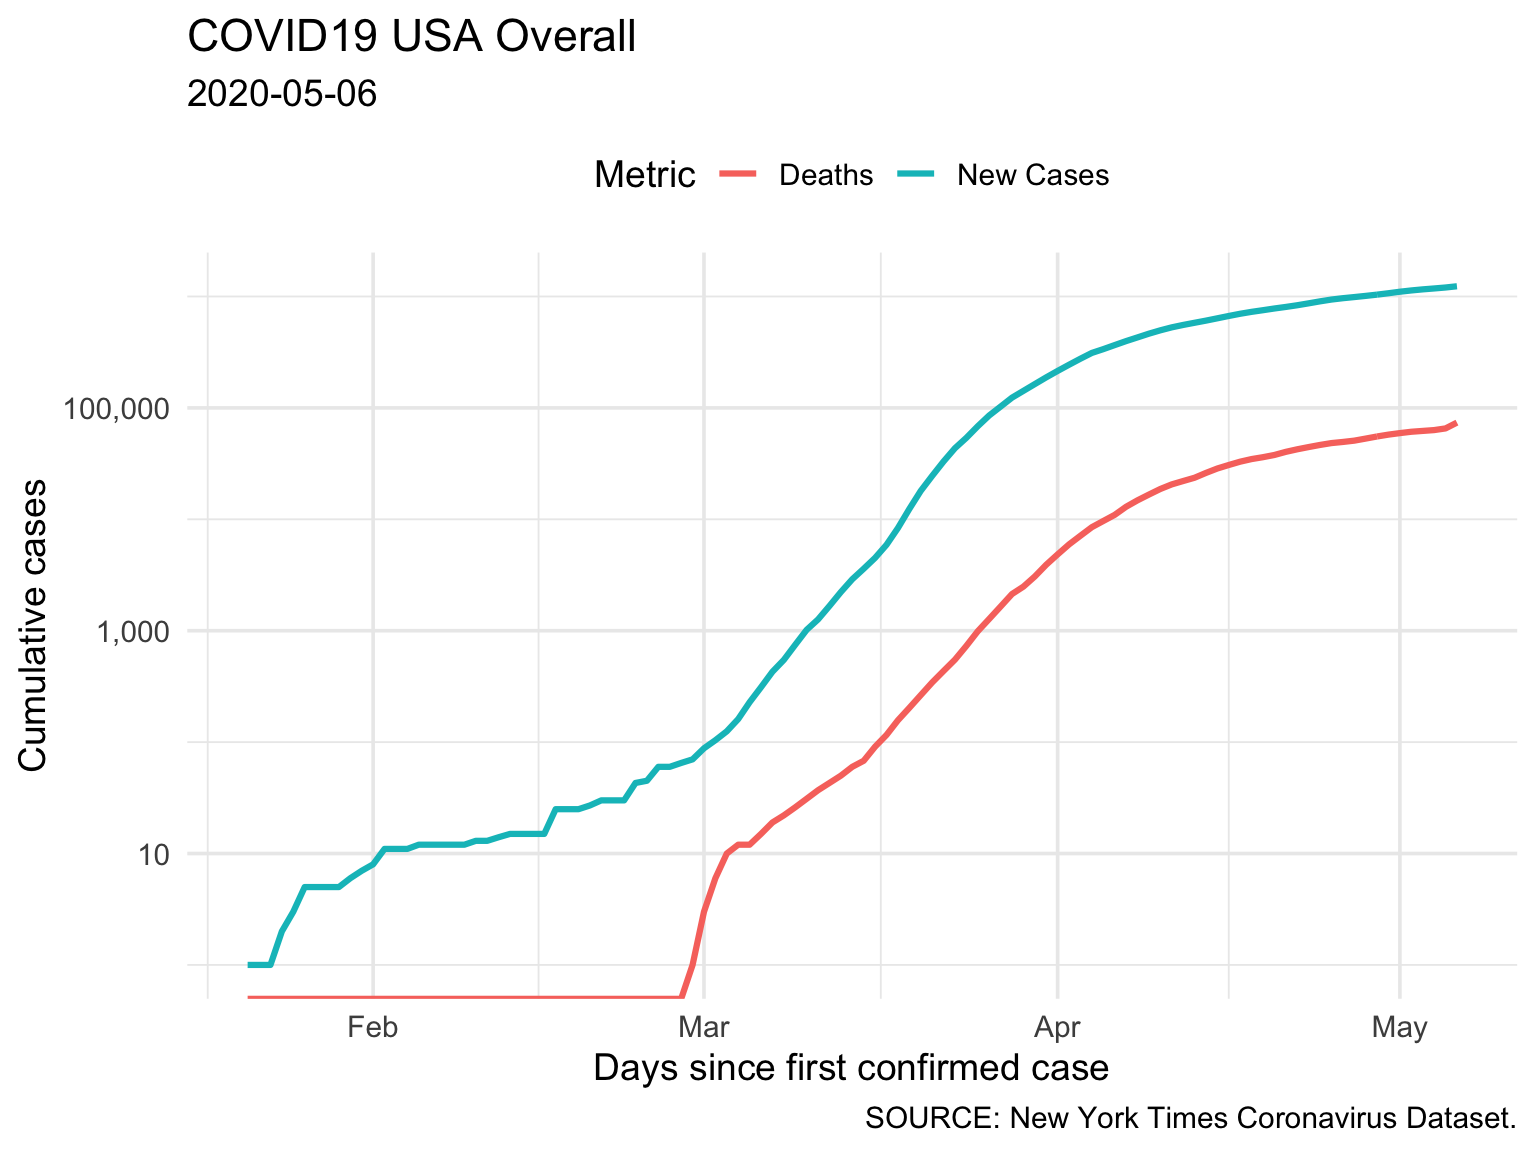 COVID19 USA Overall
2020-05-06
Metric Deaths New Cases
Cumulative cases
100,000
1,000
10
Feb Mar Apr May
Days since first confirmed case
SOURCE: New York Times Coronavirus Dataset.